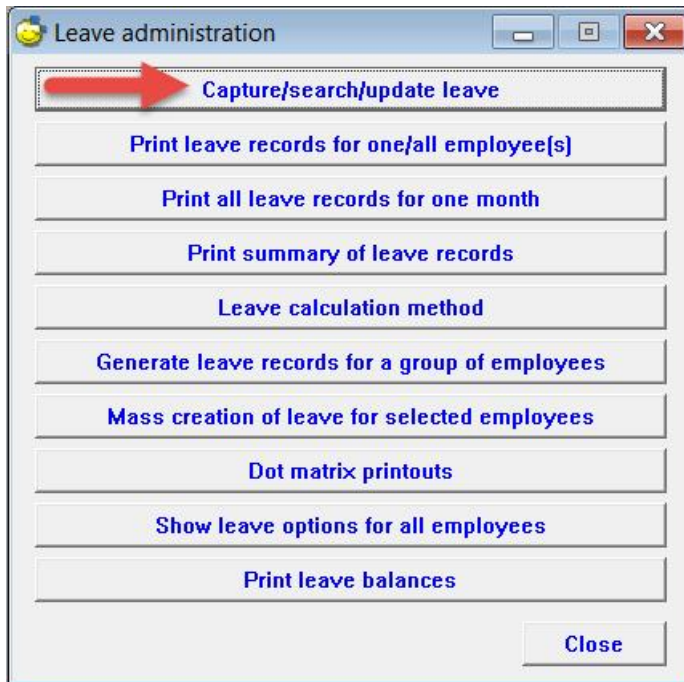 Leave administration
Capture/search/update leave
Print leave records for one/all employee(s)
Print all leave records for one month
Print summary of leave records
Leave calculation method
Generate leave records for a group of employees
Mass creation of leave for selected employees
Dot matrix printouts
Show leave options for all employees
Print leave balances
Close